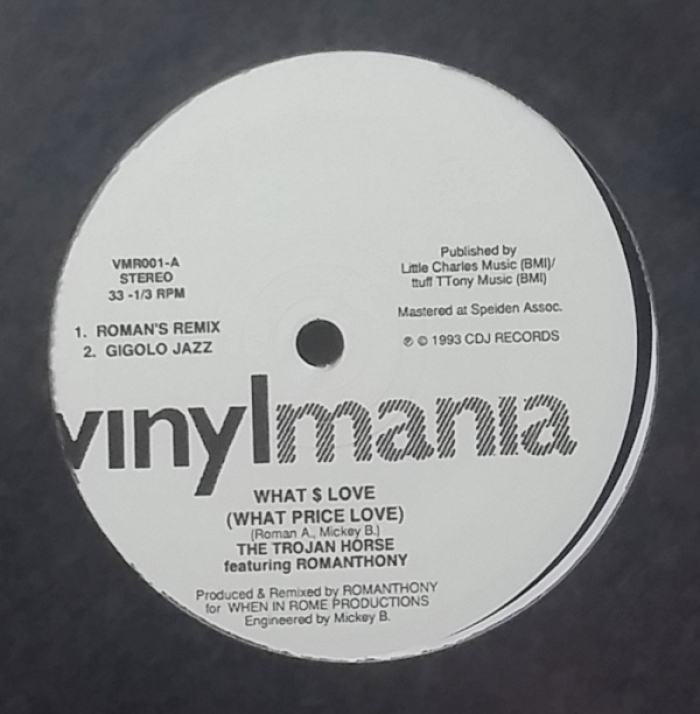 VMR001-A
STEREO
33 -1/3 RPM
1. ROMAN'S REMIX
2. GIGOLO JAZZ
Published by
Little Charles Music (BMI)/
ttuff TTony Music (BMI)
Mastered at Speiden Assoc.
℗ © 1993 CDJ RECORDS
vinylmania
WHAT $ LOVE
(WHAT PRICE LOVE)
(Roman A., Mickey B.)
THE TROJAN HORSE
featuring ROMANTHONY
Produced & Remixed by ROMANTHONY
for WHEN IN ROME PRODUCTIONS
Engineered by Mickey B.